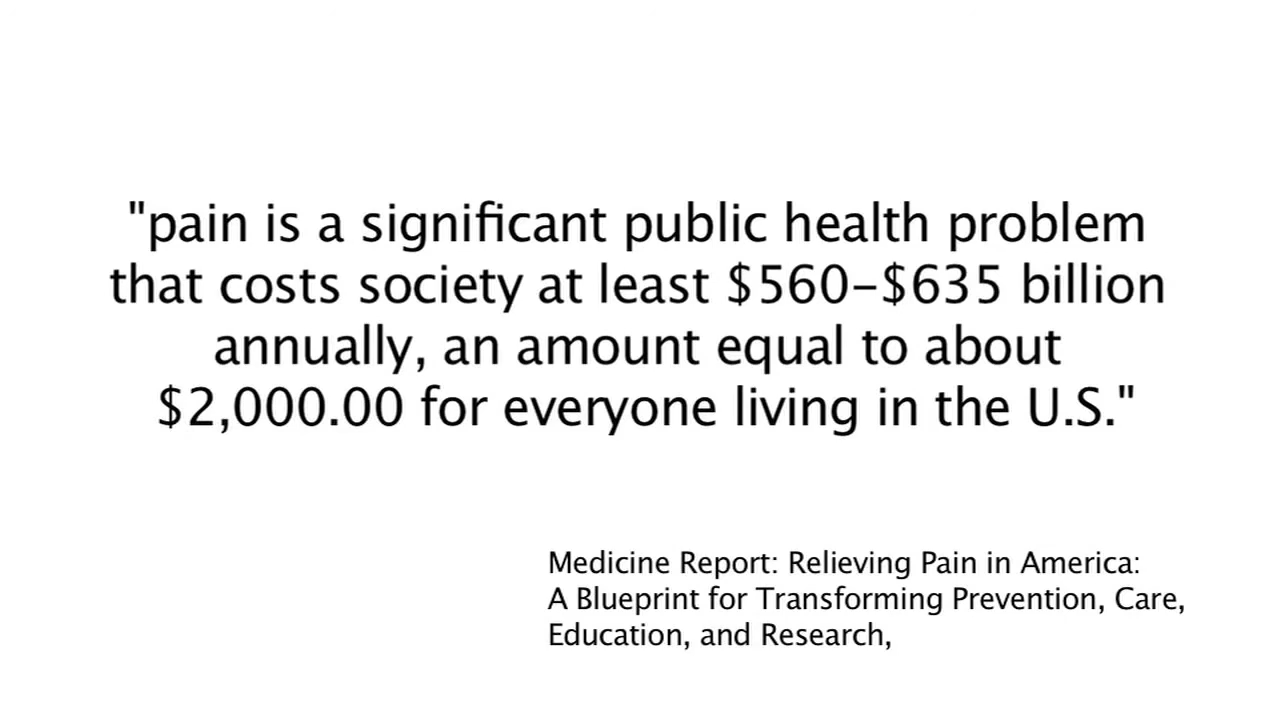 "pain is a significant public health problem
that costs society at least $560–$635 billion
annually, an amount equal to about
$2,000.00 for everyone living in the U.S."
Medicine Report: Relieving Pain in America:
A Blueprint for Transforming Prevention, Care,
Education, and Research,